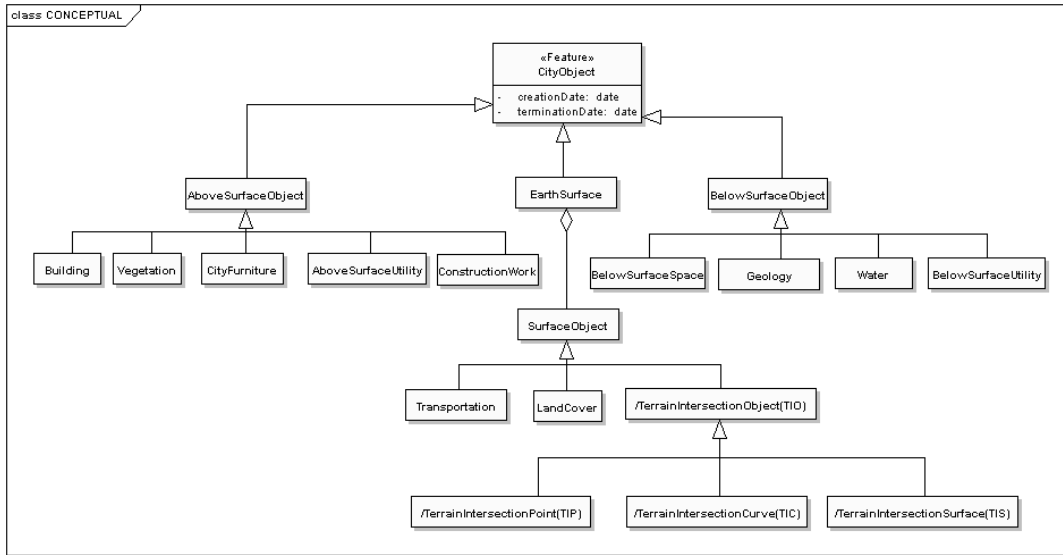 class CONCEPTUAL
«Feature»
CityObject
- creationDate: date
- terminationDate: date
AboveSurfaceObject
EarthSurface
BelowSurfaceObject
Building
Vegetation
CityFurniture
AboveSurfaceUtility
ConstructionWork
BelowSurfaceSpace
Geology
Water
BelowSurfaceUtility
SurfaceObject
Transportation
LandCover
/TerrainIntersectionObject(TIO)
/TerrainIntersectionPoint(TIP)
/TerrainIntersectionCurve(TIC)
/TerrainIntersectionSurface(TIS)